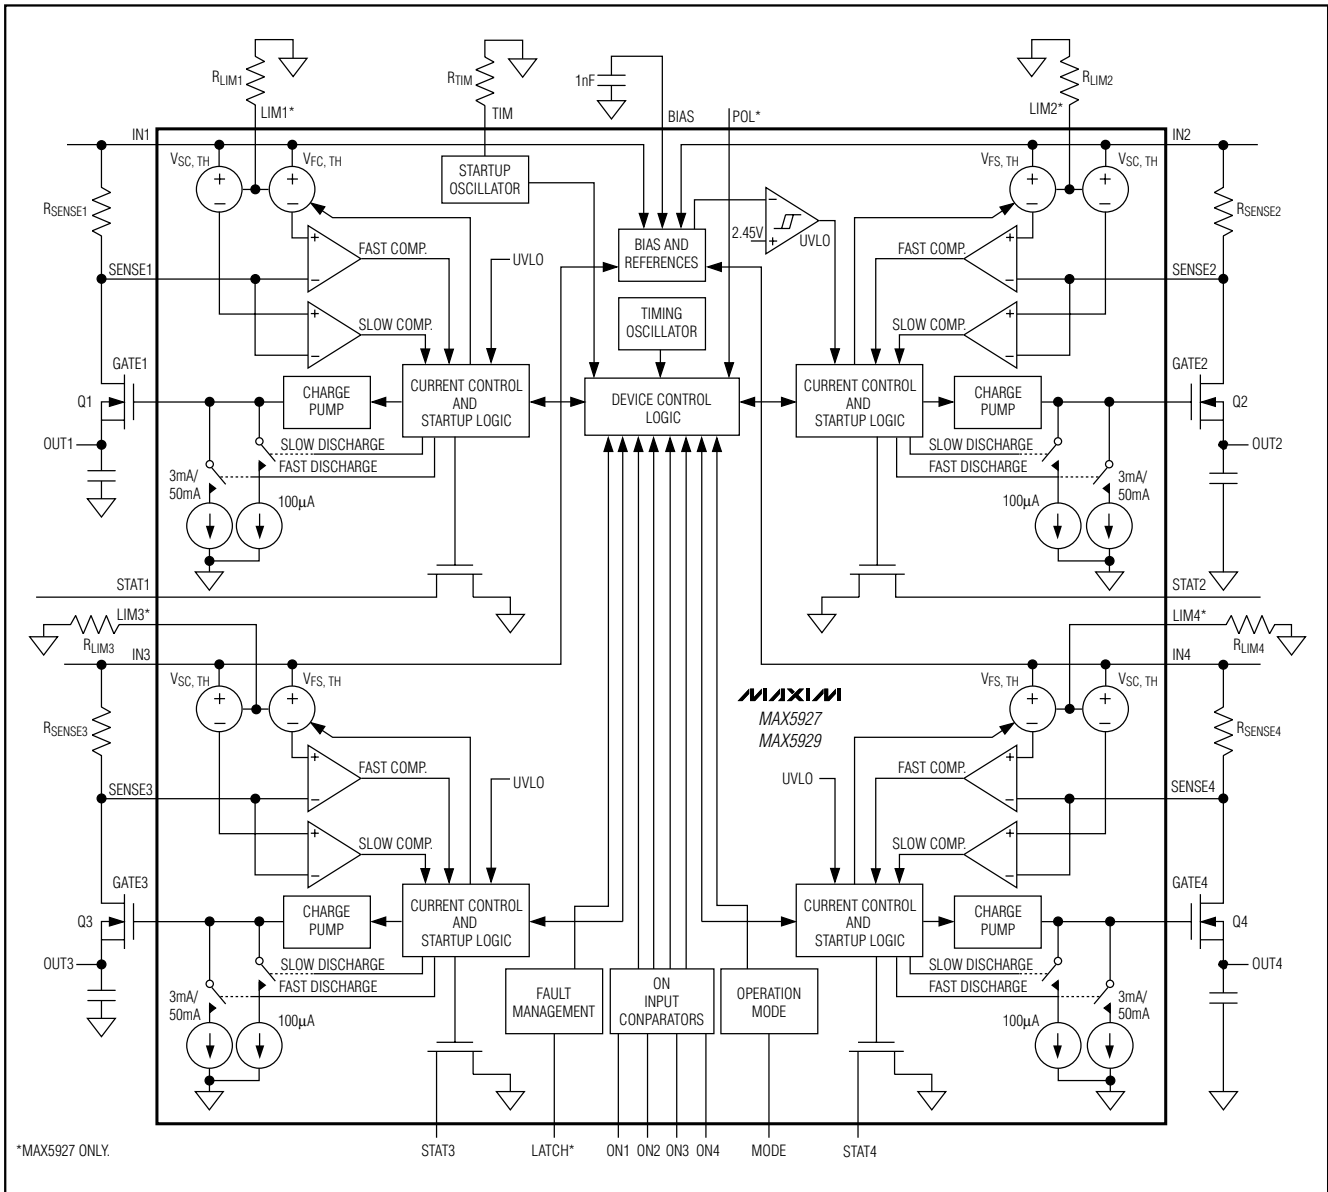 RLIM1
LIM1*
RTIM
TIM
1nF
BIAS
POL*
RLIM2
LIM2*
IN1
IN2
VSC, TH
VFC, TH
STARTUP
OSCILLATOR
VFS, TH
VSC, TH
+
−
+
−
+
−
+
−
RSENSE1
RSENSE2
−
2.45V
+
UVLO
BIAS AND
REFERENCES
+
−
FAST COMP.
UVLO
FAST COMP.
+
−
SENSE1
SENSE2
TIMING
OSCILLATOR
+
−
SLOW COMP.
SLOW COMP.
+
−
GATE1
GATE2
Q1
CHARGE
PUMP
CURRENT CONTROL
AND
STARTUP LOGIC
DEVICE CONTROL
LOGIC
CURRENT CONTROL
AND
STARTUP LOGIC
CHARGE
PUMP
Q2
OUT1
OUT2
SLOW DISCHARGE
FAST DISCHARGE
SLOW DISCHARGE
FAST DISCHARGE
3mA/
50mA
100µA
100µA
3mA/
50mA
STAT1
STAT2
LIM3*
RLIM3
LIM4*
RLIM4
IN3
IN4
VSC, TH
VFS, TH
VFS, TH
VSC, TH
+
−
+
−
+
−
+
−
MAXIM
MAX5927
MAX5929
RSENSE3
RSENSE4
+
−
FAST COMP.
UVLO
UVLO
FAST COMP.
+
−
SENSE3
SENSE4
+
−
SLOW COMP.
SLOW COMP.
+
−
GATE3
GATE4
Q3
CHARGE
PUMP
CURRENT CONTROL
AND
STARTUP LOGIC
CURRENT CONTROL
AND
STARTUP LOGIC
CHARGE
PUMP
Q4
OUT3
OUT4
SLOW DISCHARGE
FAST DISCHARGE
SLOW DISCHARGE
FAST DISCHARGE
3mA/
50mA
100µA
FAULT
MANAGEMENT
ON
INPUT
CONPARATORS
OPERATION
MODE
100µA
3mA/
50mA
*MAX5927 ONLY.
STAT3
LATCH*
ON1
ON2
ON3
ON4
MODE
STAT4